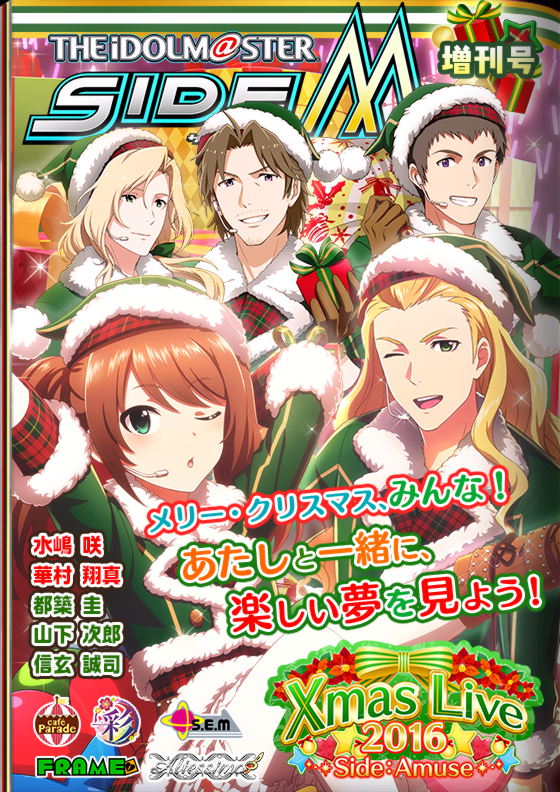 THE iDOLM@STER
SIDE M
増刊号
メリー・クリスマス、みんな！
あたしと一緒に、
楽しい夢を見よう！
水嶋 咲
華村 翔真
都築 圭
山下 次郎
信玄 誠司
café
Parade
彩
S.E.M
FRAME
Altessimo
Xmas Live
2016
Side:Amuse